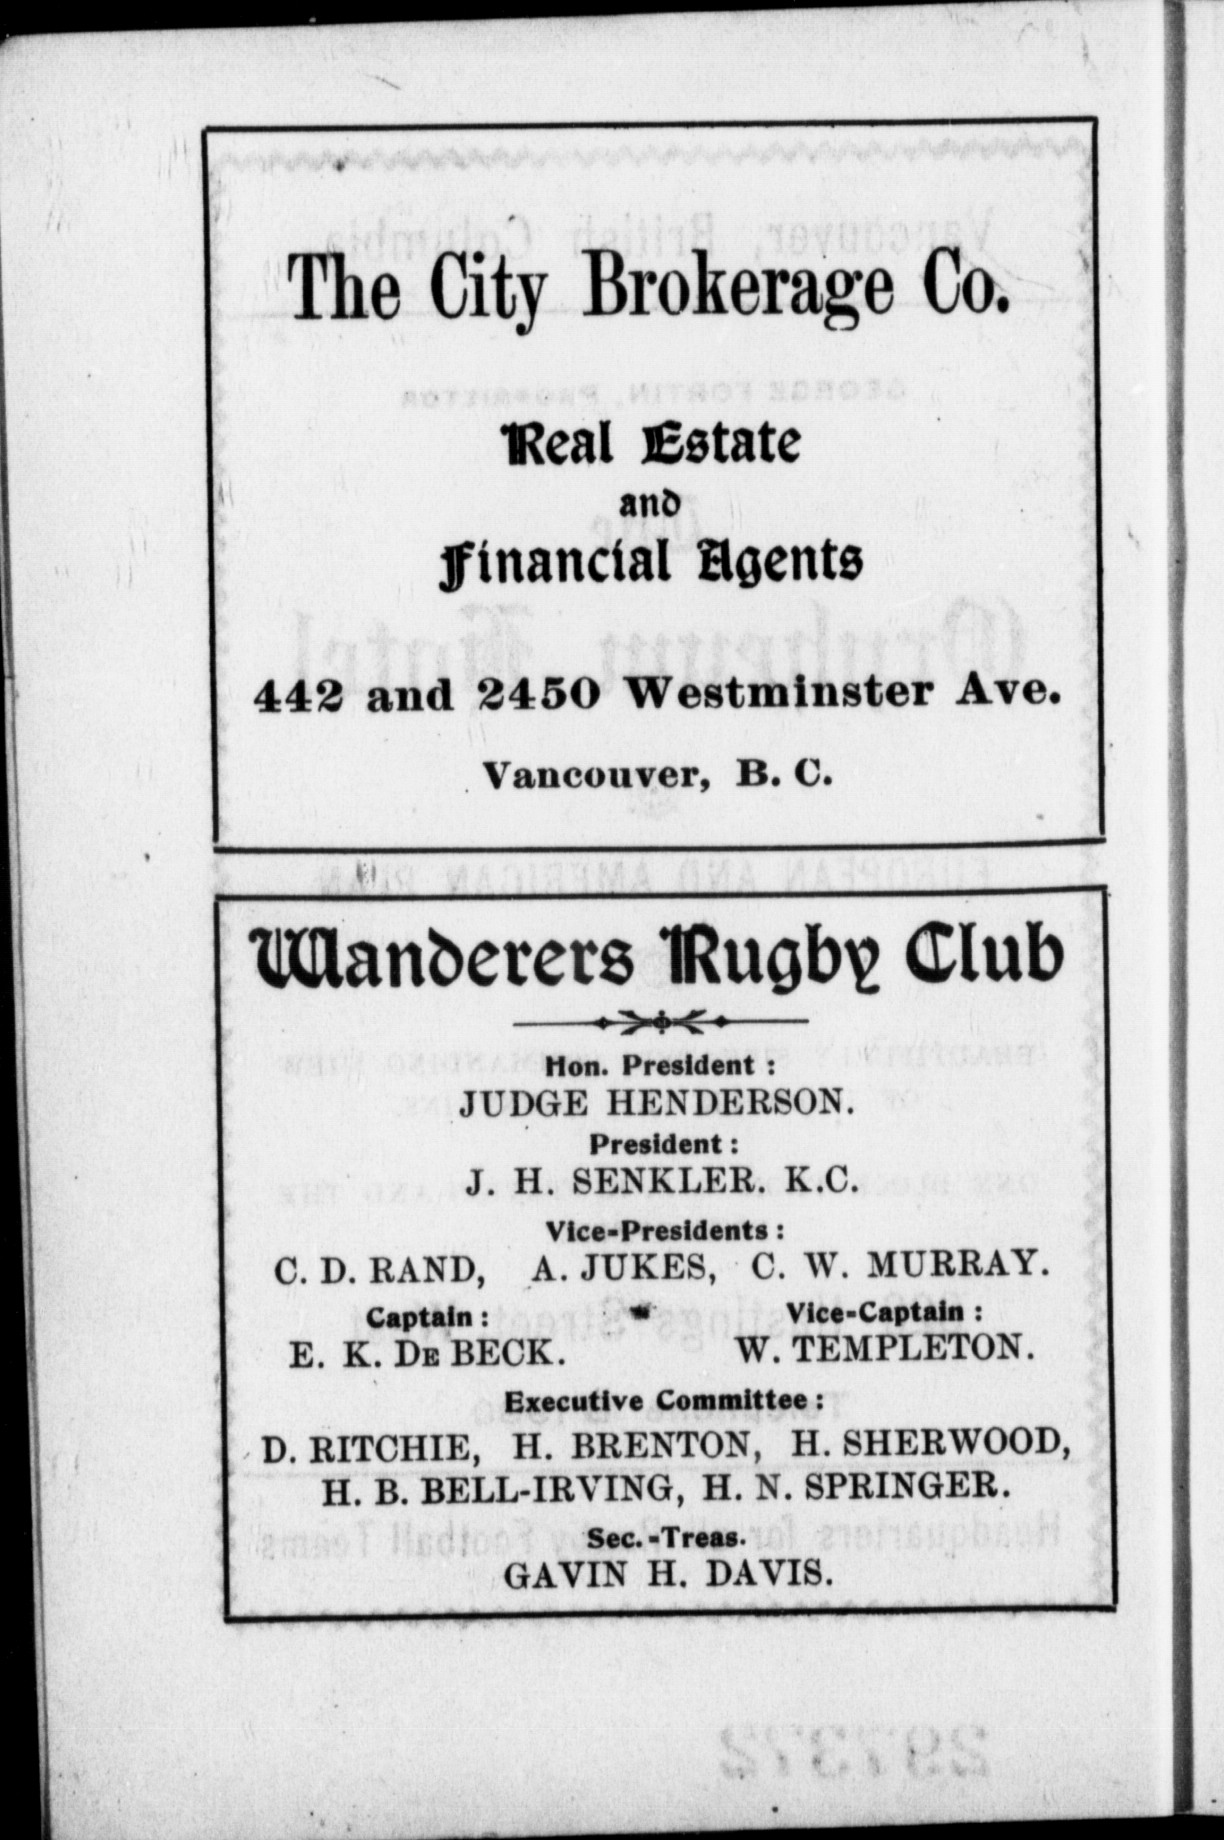 The City Brokerage Co.
Real Estate
and
Financial Agents
442 and 2450 Westminster Ave.
Vancouver, B. C.
Wanderers Rugby Club
Hon. President :
JUDGE HENDERSON.
President :
J. H. SENKLER. K.C.
Vice-Presidents :
C. D. RAND, A. JUKES, C. W. MURRAY.
Captain : Vice-Captain :
E. K. DE BECK. W. TEMPLETON.
Executive Committee :
D. RITCHIE, H. BRENTON, H. SHERWOOD,
H. B. BELL-IRVING, H. N. SPRINGER.
Sec.-Treas.
GAVIN H. DAVIS.